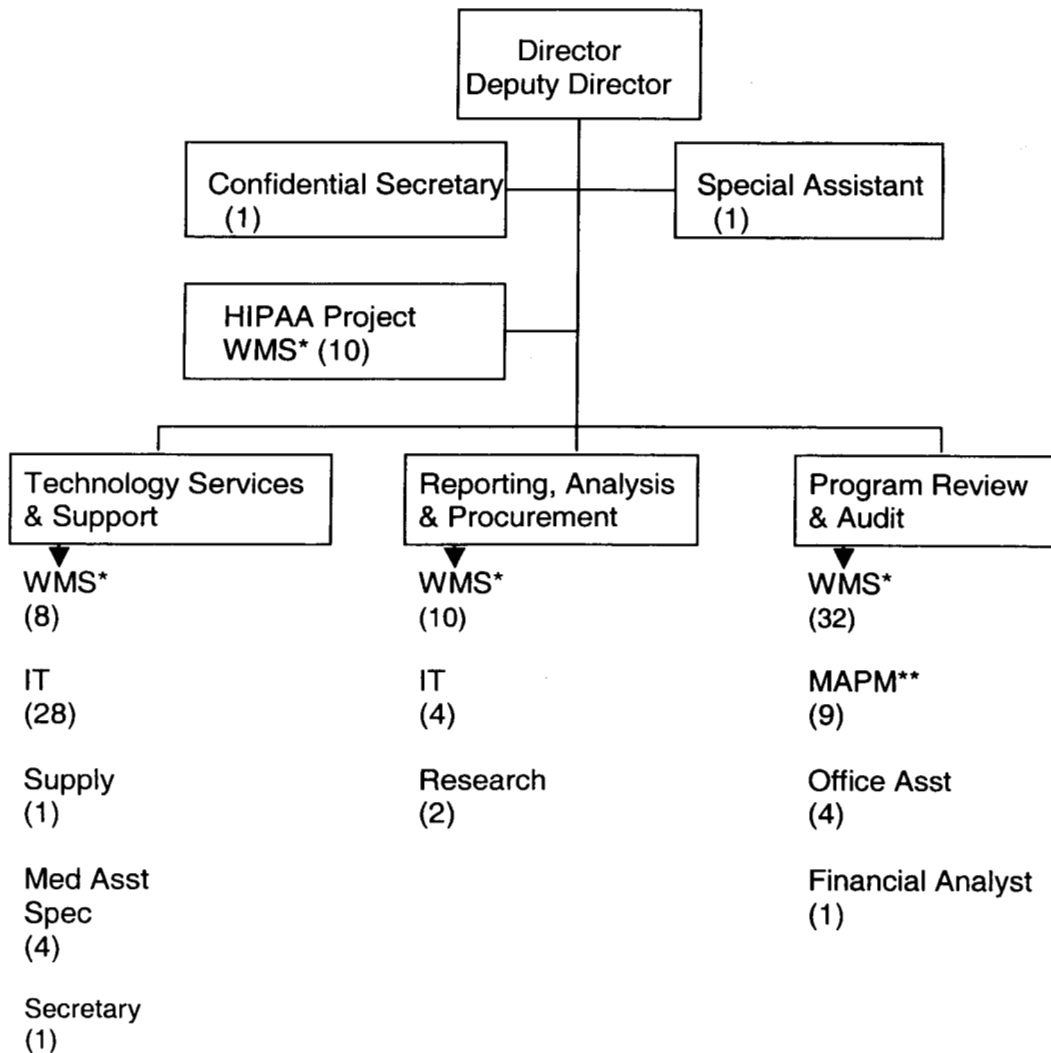 Director
Deputy Director
Confidential Secretary
(1)
Special Assistant
(1)
HIPAA Project
WMS* (10)
Technology Services
& Support
WMS*
(8)
IT
(28)
Supply
(1)
Med Asst
Spec
(4)
Secretary
(1)
Reporting, Analysis
& Procurement
WMS*
(10)
IT
(4)
Research
(2)
Program Review
& Audit
WMS*
(32)
MAPM**
(9)
Office Asst
(4)
Financial Analyst
(1)